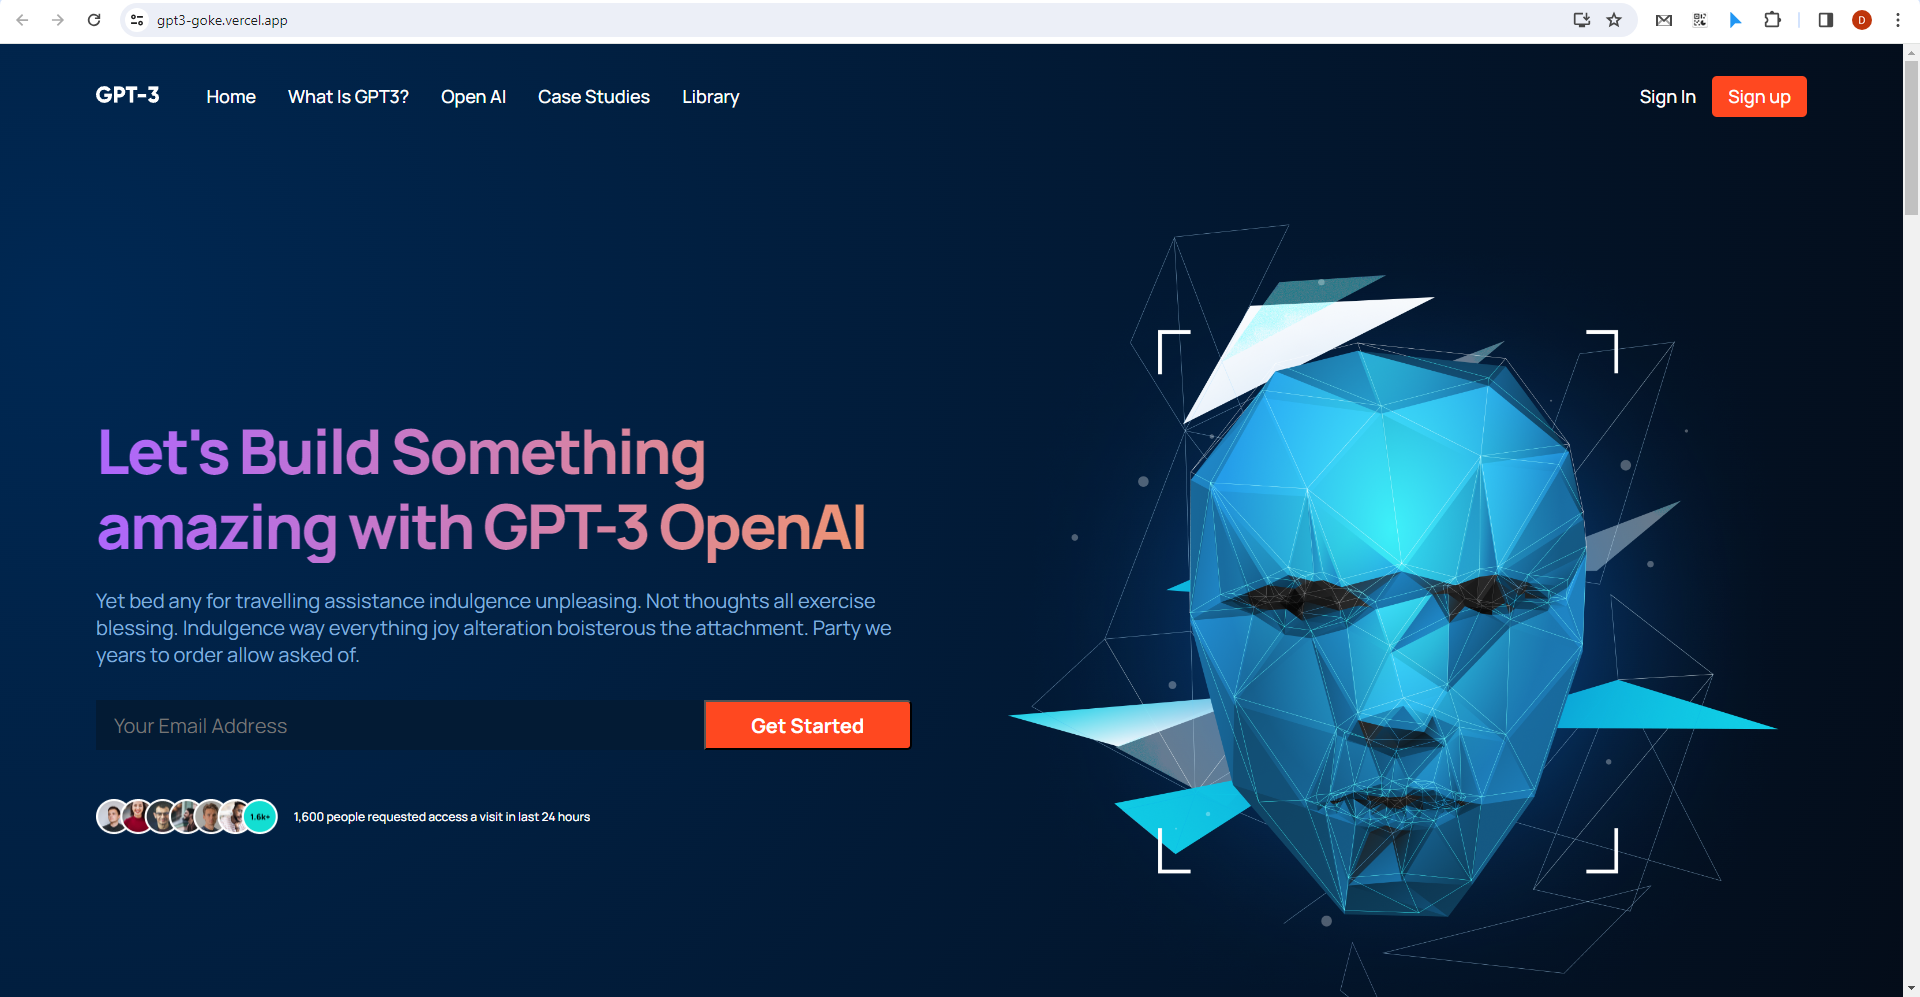 gpt3-goke.vercel.app
D
GPT-3
Home
What Is GPT3?
Open AI
Case Studies
Library
Sign In
Sign up
Let's Build Something
amazing with GPT-3 OpenAI
Yet bed any for travelling assistance indulgence unpleasing. Not thoughts all exercise
blessing. Indulgence way everything joy alteration boisterous the attachment. Party we
years to order allow asked of.
Your Email Address
Get Started
1.6k+
1,600 people requested access a visit in last 24 hours